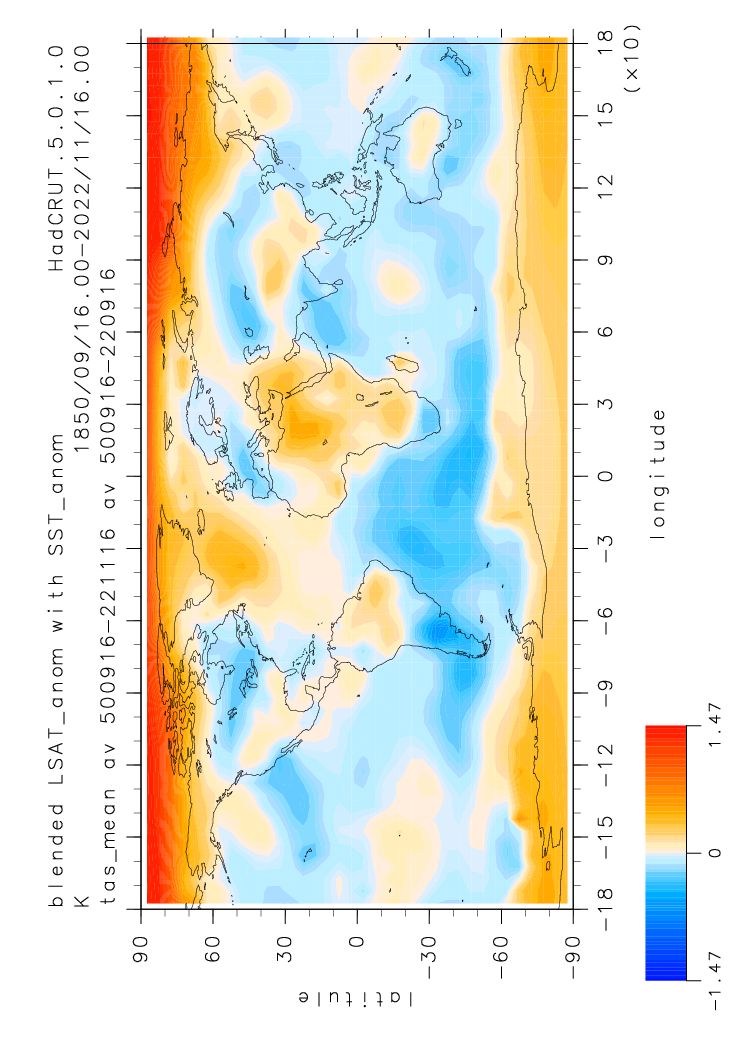 blended LSAT_anom with SST_anom HadCRUT.5.0.1.0
K 1850/09/16.00-2022/11/16.00
tas_mean av 500916-221116 av 500916-220916
90
60
30
0
-30
-60
-90
latitude
-18 -15 -12 -9 -6 -3 0 3 6 9 12 15 18
(×10)
longitude
-1.47 0 1.47